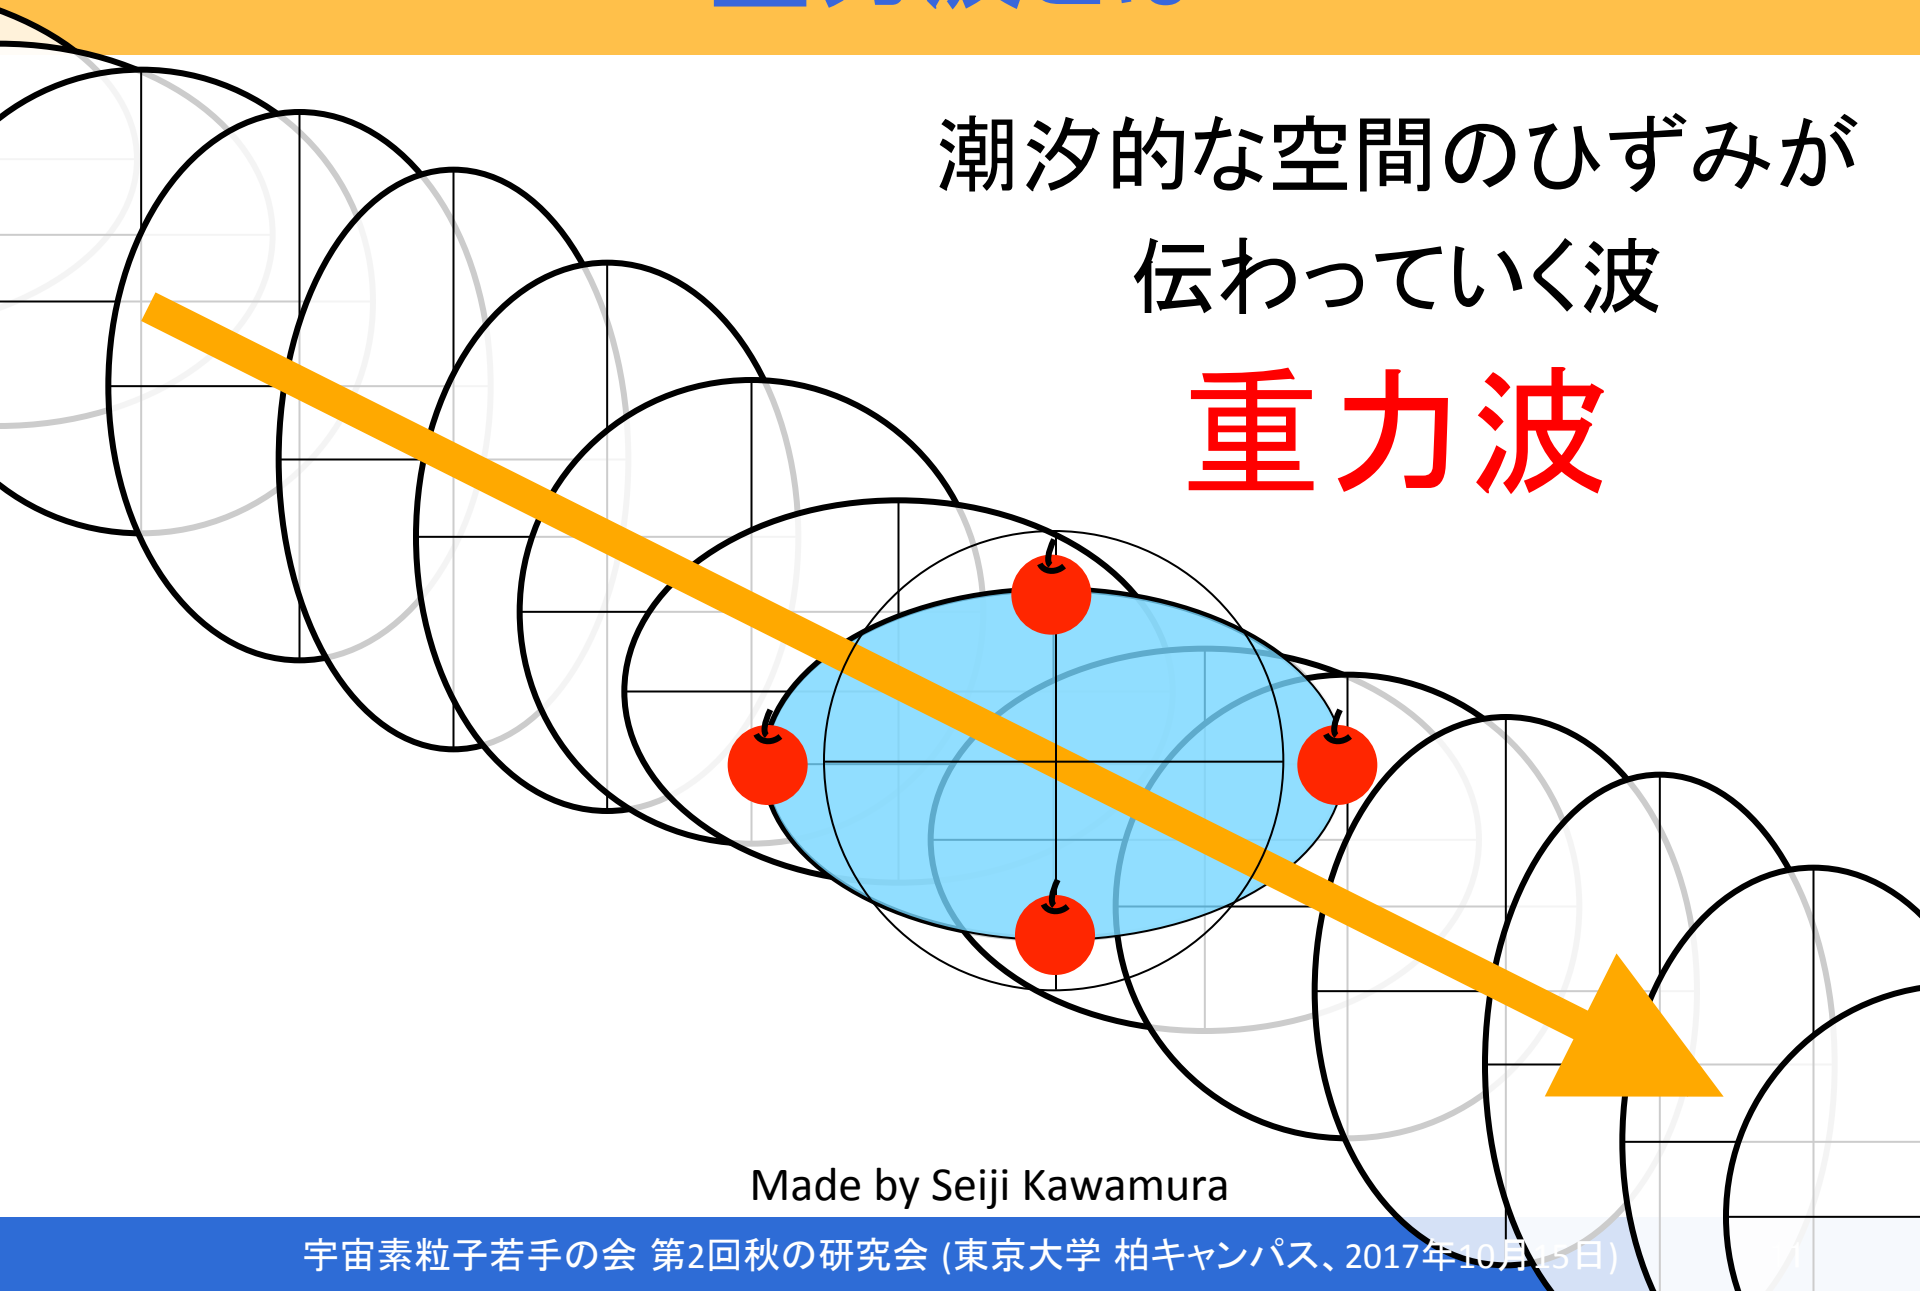 潮汐的な空間のひずみが
伝わっていく波
重力波
Made by Seiji Kawamura
宇宙素粒子若手の会 第2回秋の研究会 (東京大学 柏キャンパス、2017年10月15日)